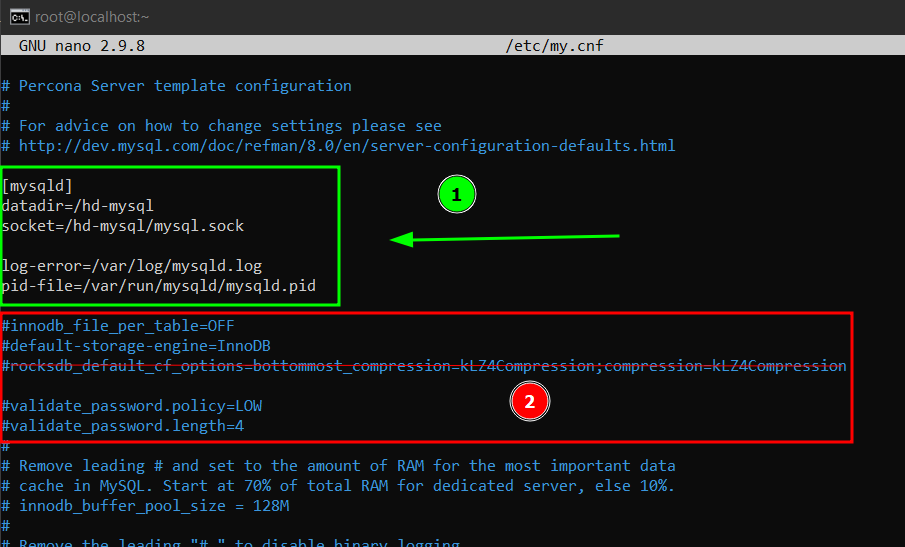 root@localhost:~
GNU nano 2.9.8 /etc/my.cnf
# Percona Server template configuration
#
# For advice on how to change settings please see
# http://dev.mysql.com/doc/refman/8.0/en/server-configuration-defaults.html
[mysqld]
datadir=/hd-mysql
socket=/hd-mysql/mysql.sock
log-error=/var/log/mysqld.log
pid-file=/var/run/mysqld/mysqld.pid
1
#innodb_file_per_table=OFF
#default-storage-engine=InnoDB
#rocksdb_default_cf_options=bottommost_compression=kLZ4Compression;compression=kLZ4Compression
2
#validate_password.policy=LOW
#validate_password.length=4
#
# Remove leading # and set to the amount of RAM for the most important data
# cache in MySQL. Start at 70% of total RAM for dedicated server, else 10%.
# innodb_buffer_pool_size = 128M
#
# Remove the leading "# " to disable binary logging